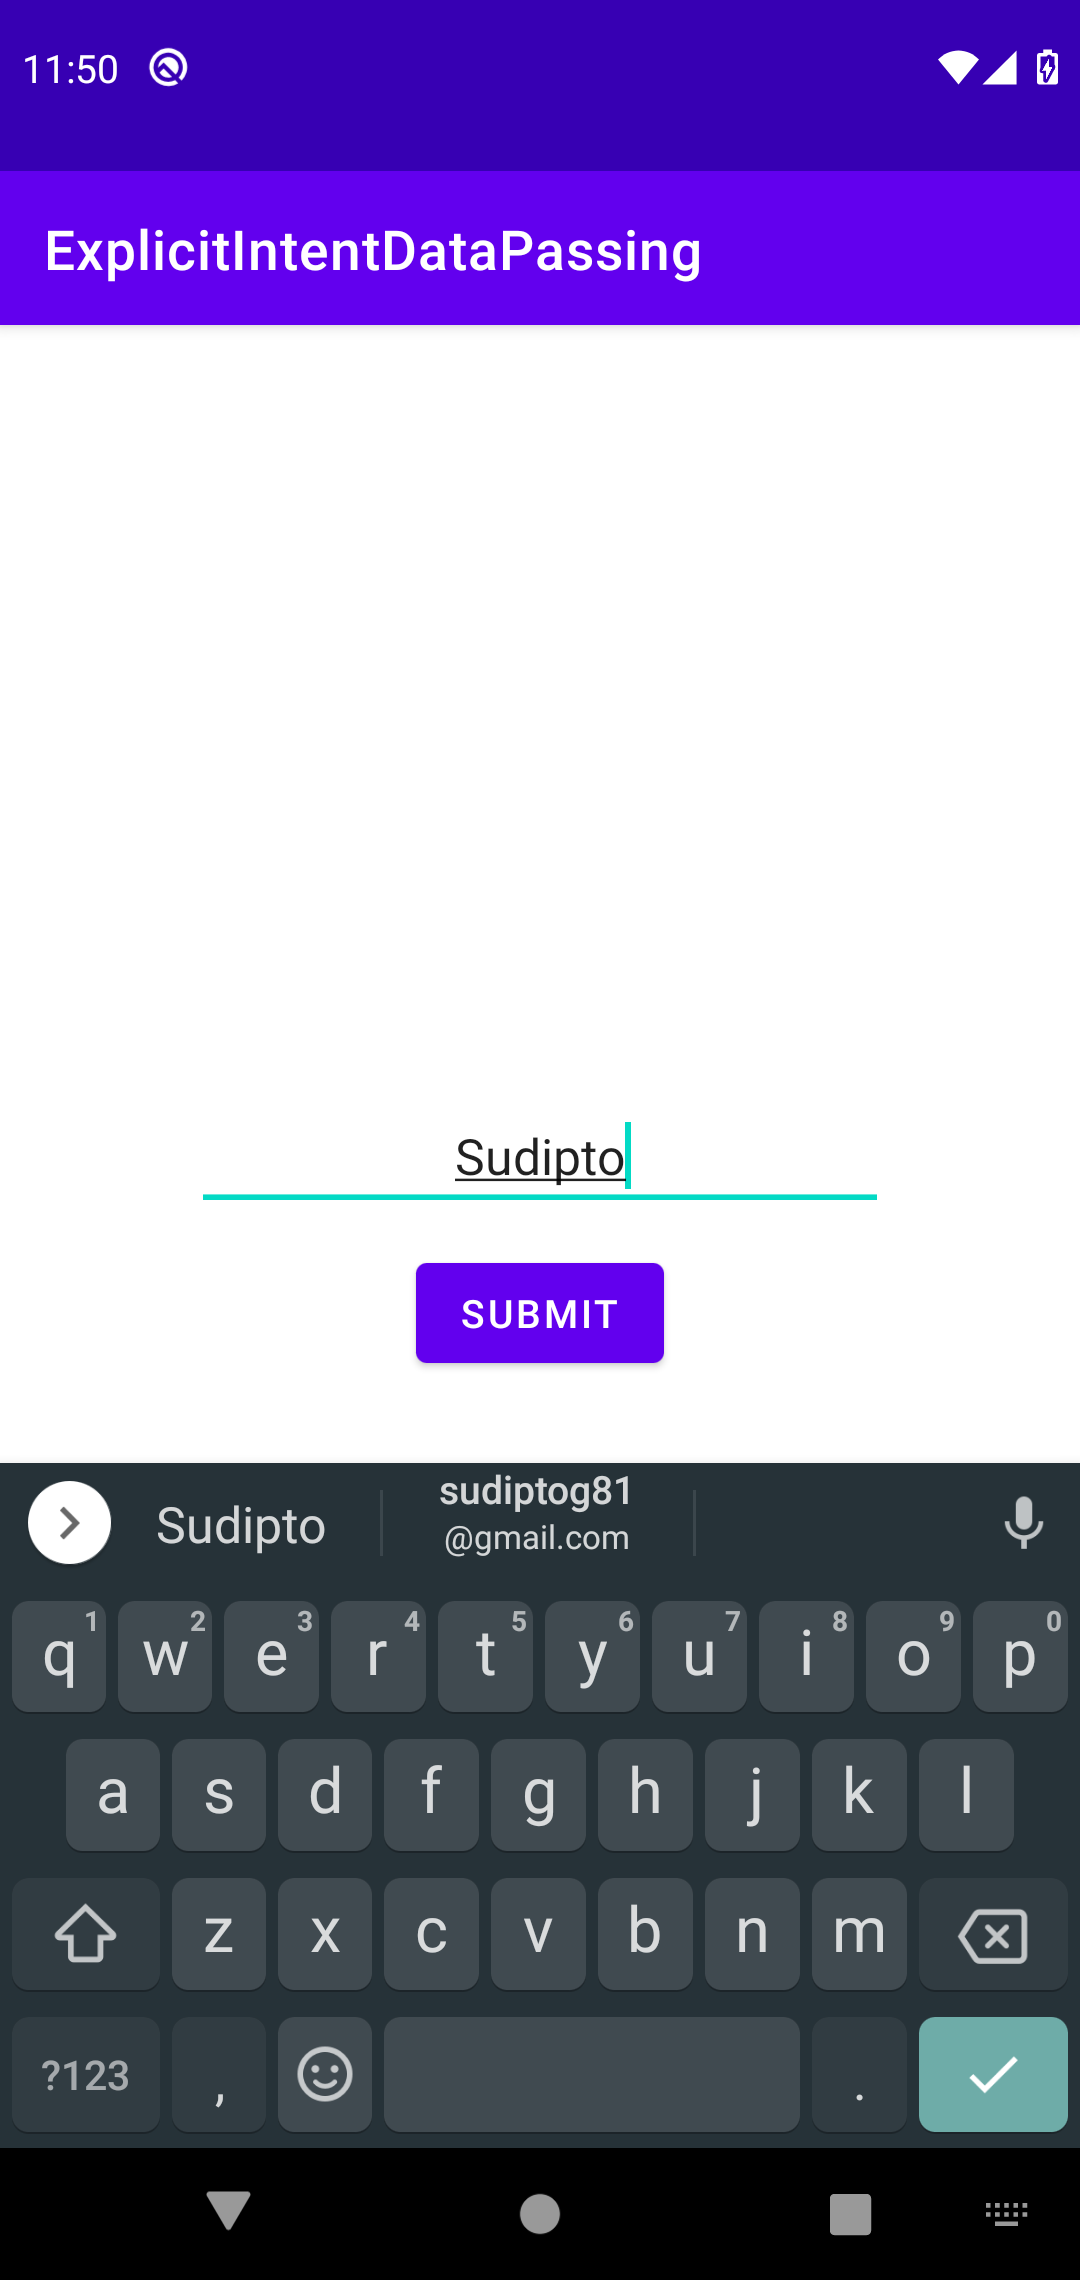 11:50
ExplicitIntentDataPassing
Sudipto
SUBMIT
Sudipto
sudiptog81
@gmail.com
q 1 w 2 e 3 r 4 t 5 y 6 u 7 i 8 o 9 p 0
a s d f g h j k l
z x c v b n m
?123 , .